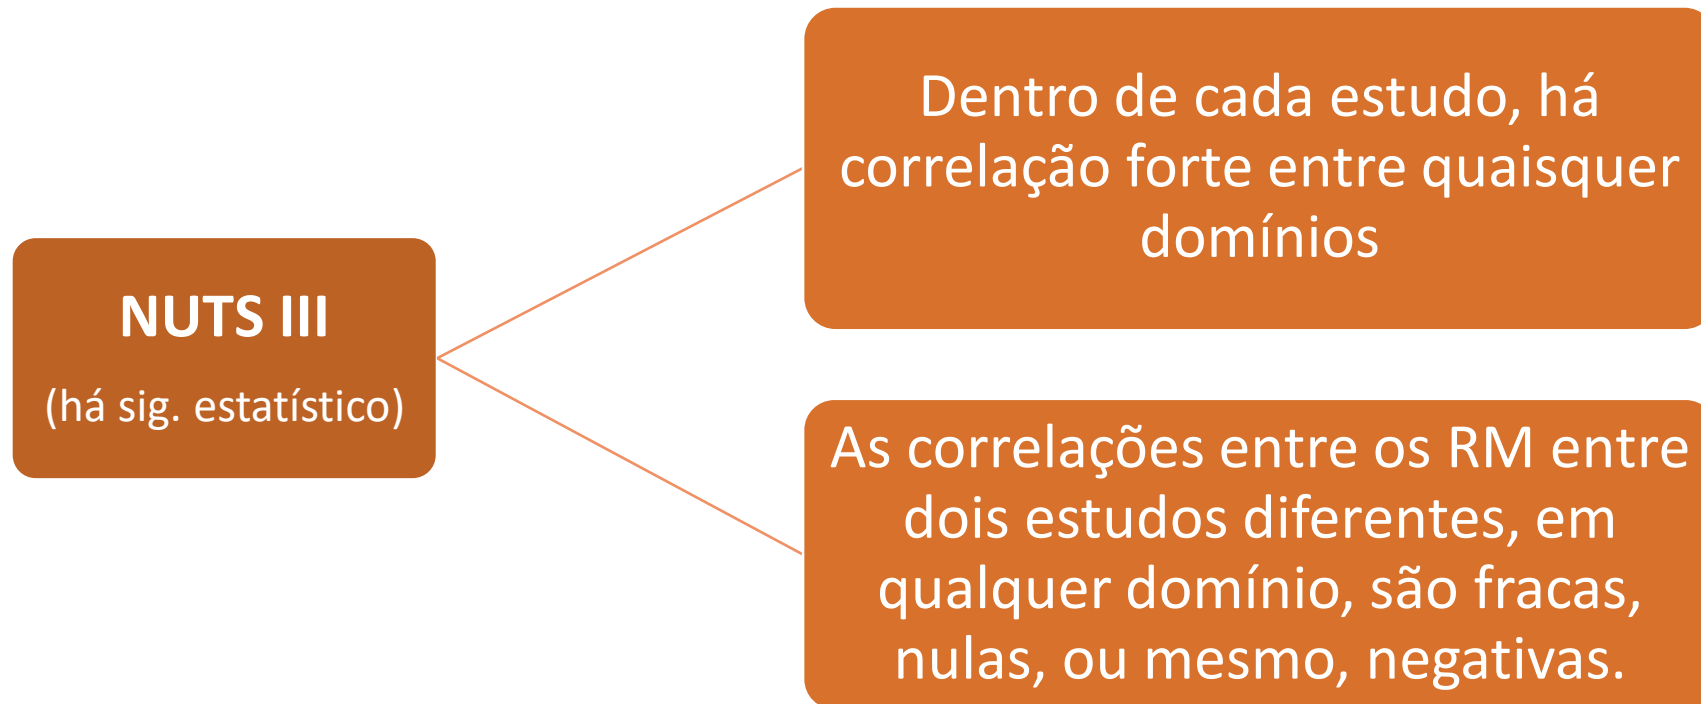 NUTS III
(há sig. estatístico)
Dentro de cada estudo, há
correlação forte entre quaisquer
domínios
As correlações entre os RM entre
dois estudos diferentes, em
qualquer domínio, são fracas,
nulas, ou mesmo, negativas.